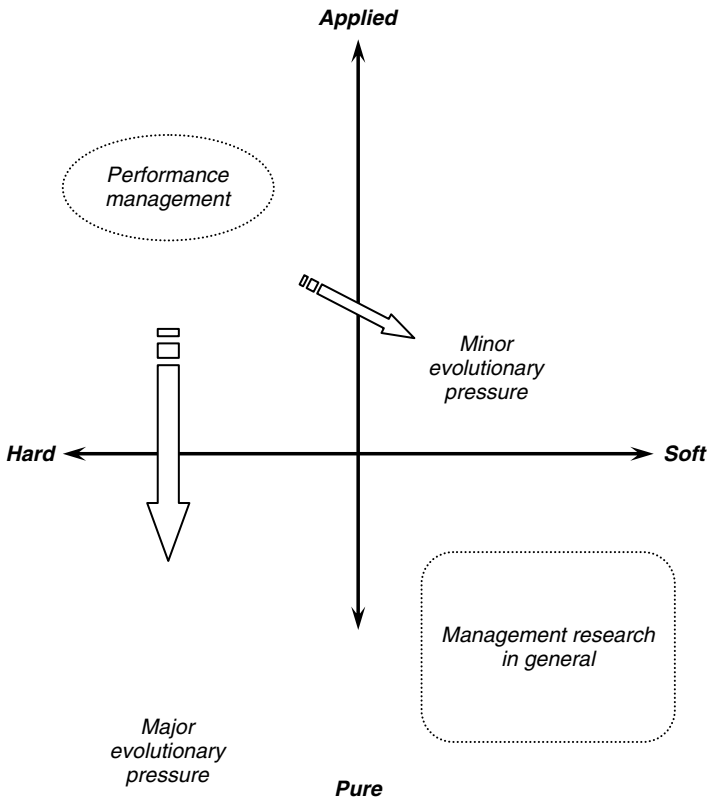 Applied
Performance
management
Minor
evolutionary
pressure
Hard
Soft
Management research
in general
Major
evolutionary
pressure
Pure